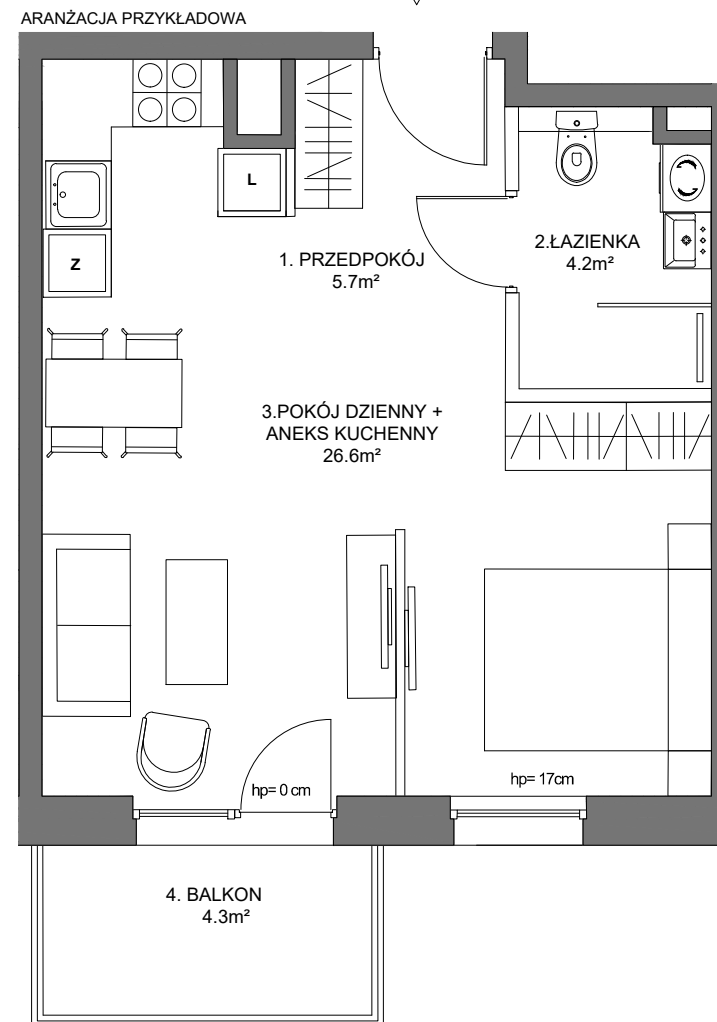 ARANŻACJA PRZYKŁADOWA
L
Z
1. PRZEDPOKÓJ
5.7m²
2.ŁAZIENKA
4.2m²
3.POKÓJ DZIENNY +
ANEKS KUCHENNY
26.6m²
hp= 0 cm
hp= 17cm
4. BALKON
4.3m²